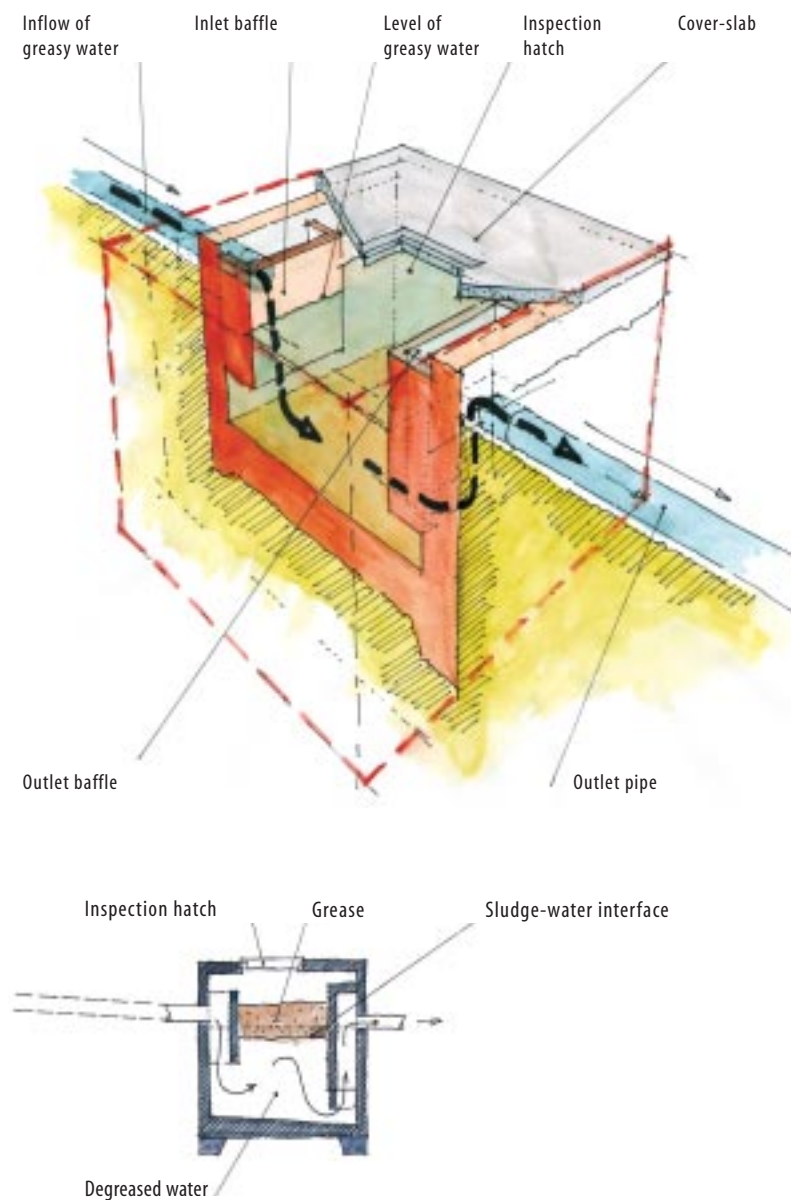 Inflow of
greasy water
Inlet baffle
Level of
greasy water
Inspection
hatch
Cover-slab
Outlet baffle
Outlet pipe
Inspection hatch
Grease
Sludge-water interface
Degreased water